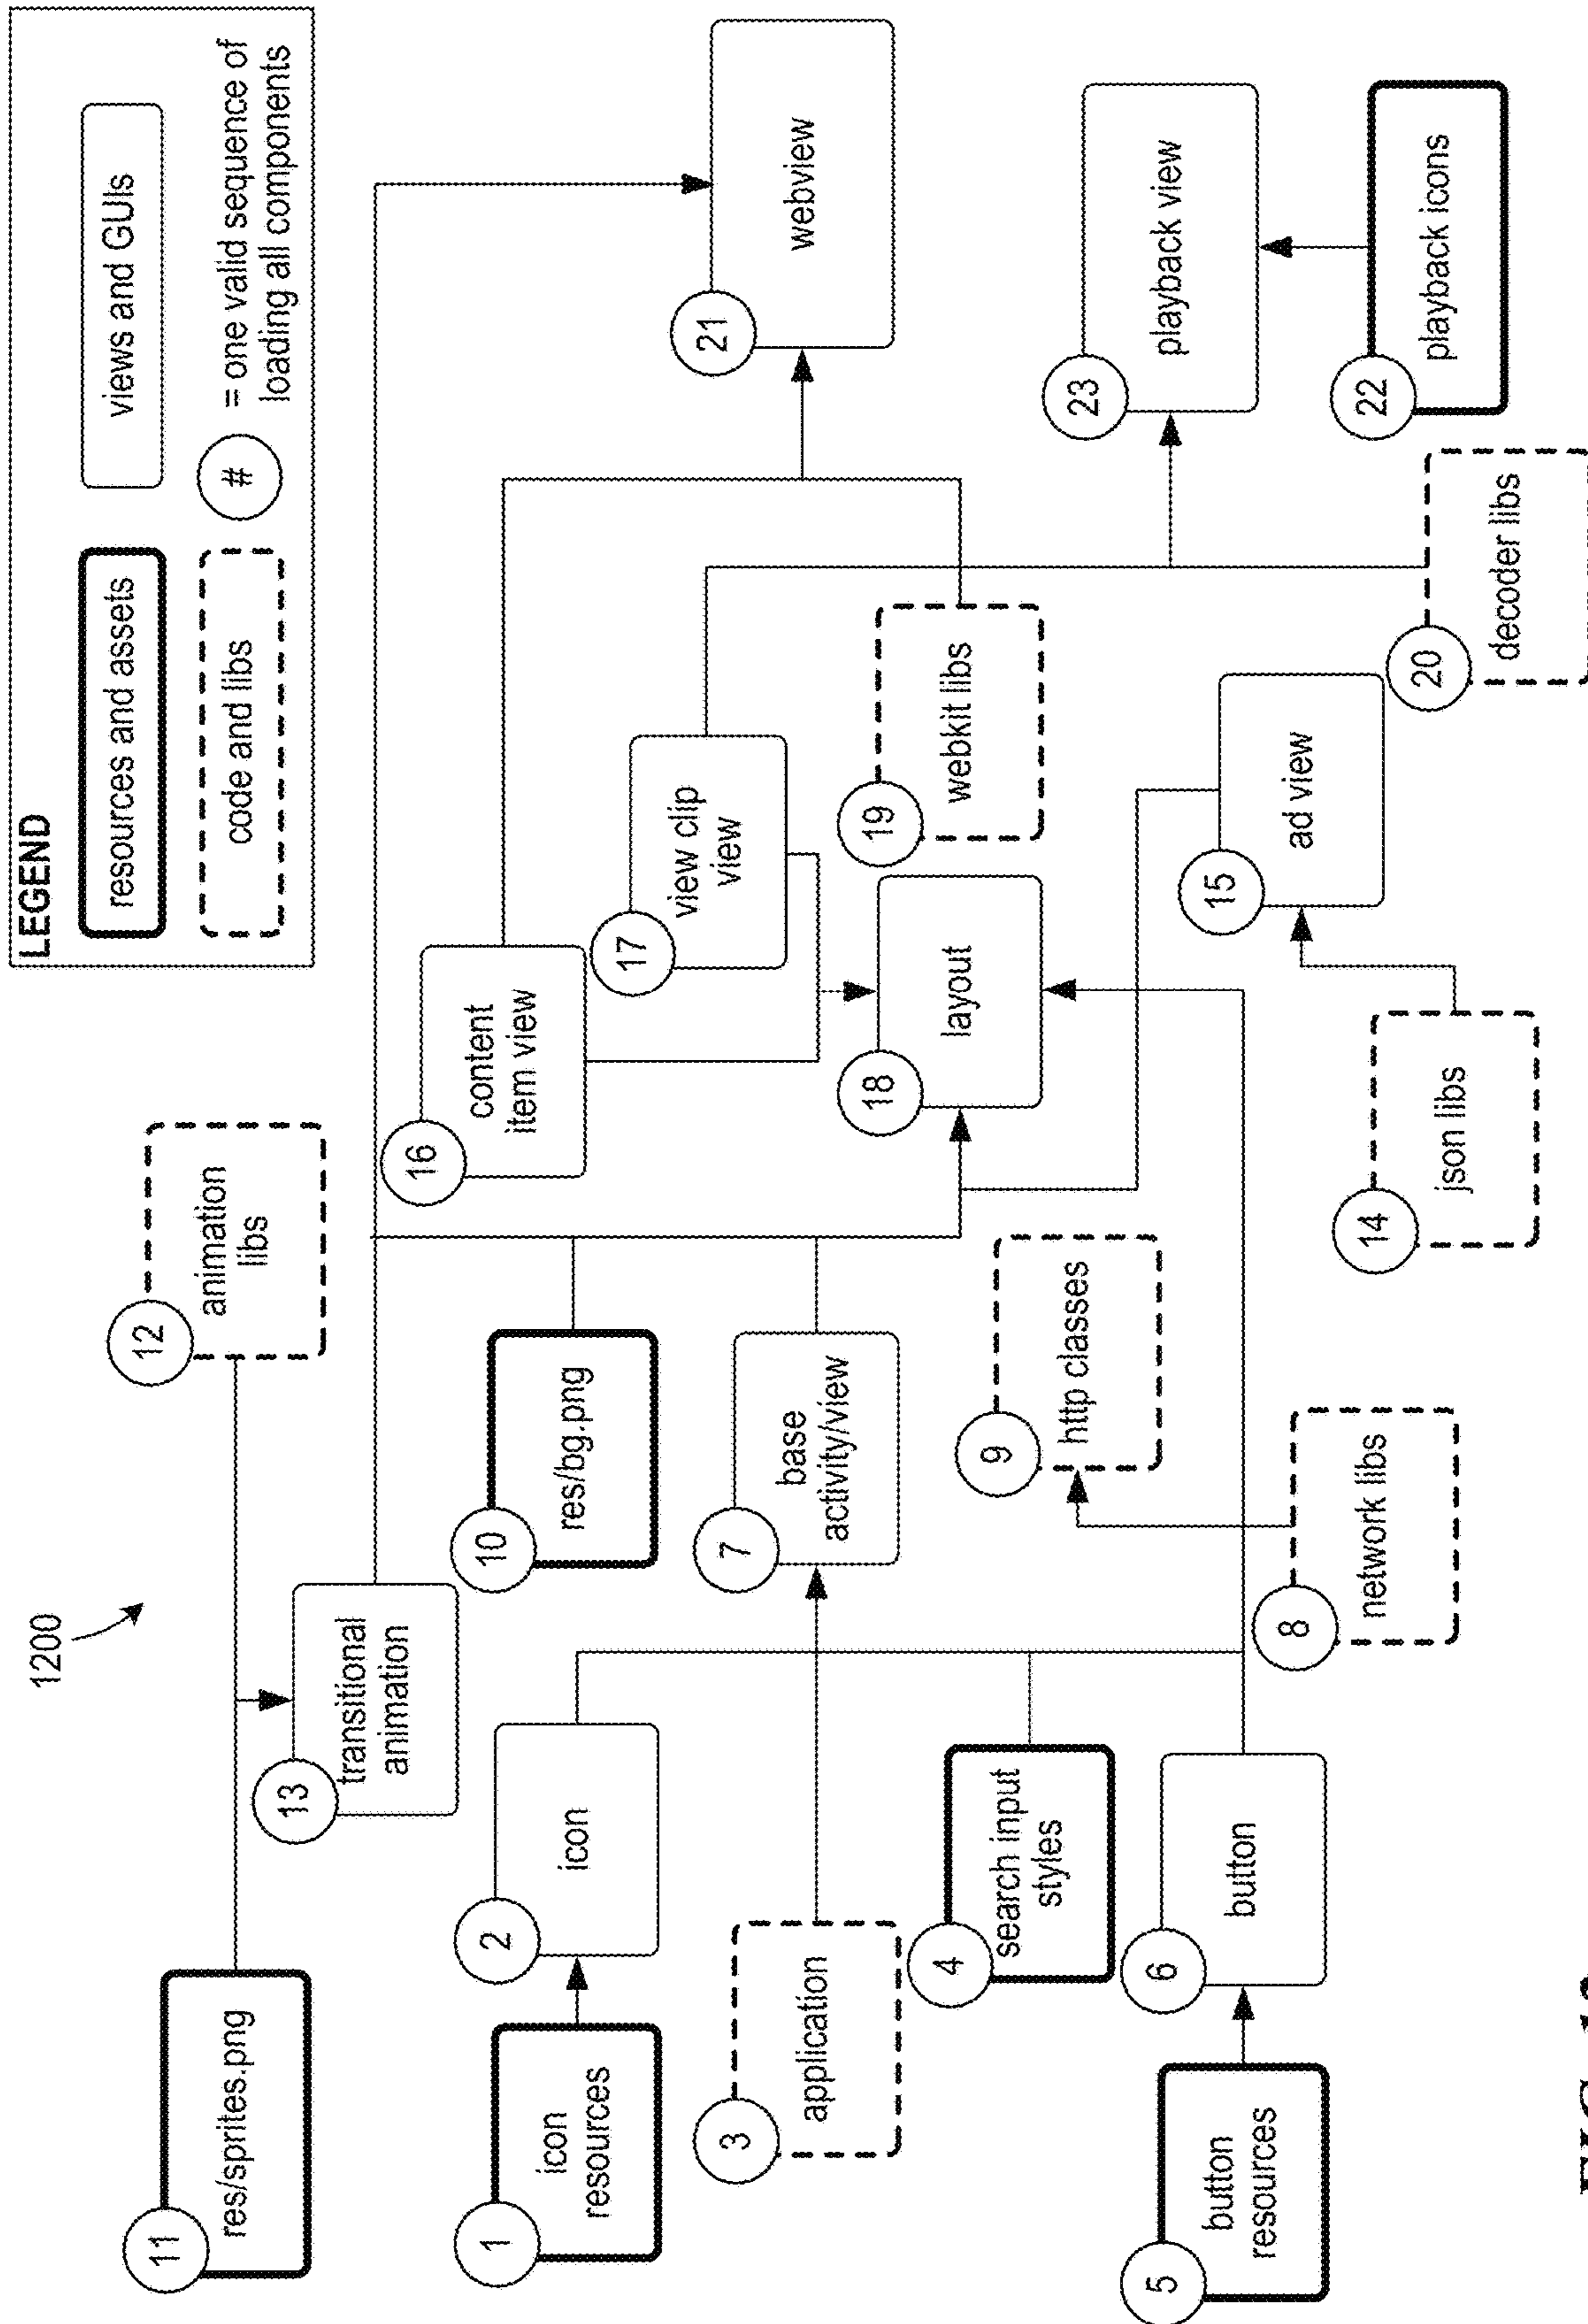 LEGEND
resources and assets
views and GUIs
code and libs
#
= one valid sequence of
loading all components
1200
11
res/sprites.png
12
animation
libs
13
transitional
animation
1
icon
resources
2
icon
10
res/bg.png
16
content
item view
17
view clip
view
21
webview
3
application
7
base
activity/view
18
layout
19
webkit libs
4
search input
styles
9
http classes
23
playback view
5
button
resources
6
button
8
network libs
14
json libs
15
ad view
20
decoder libs
22
playback icons